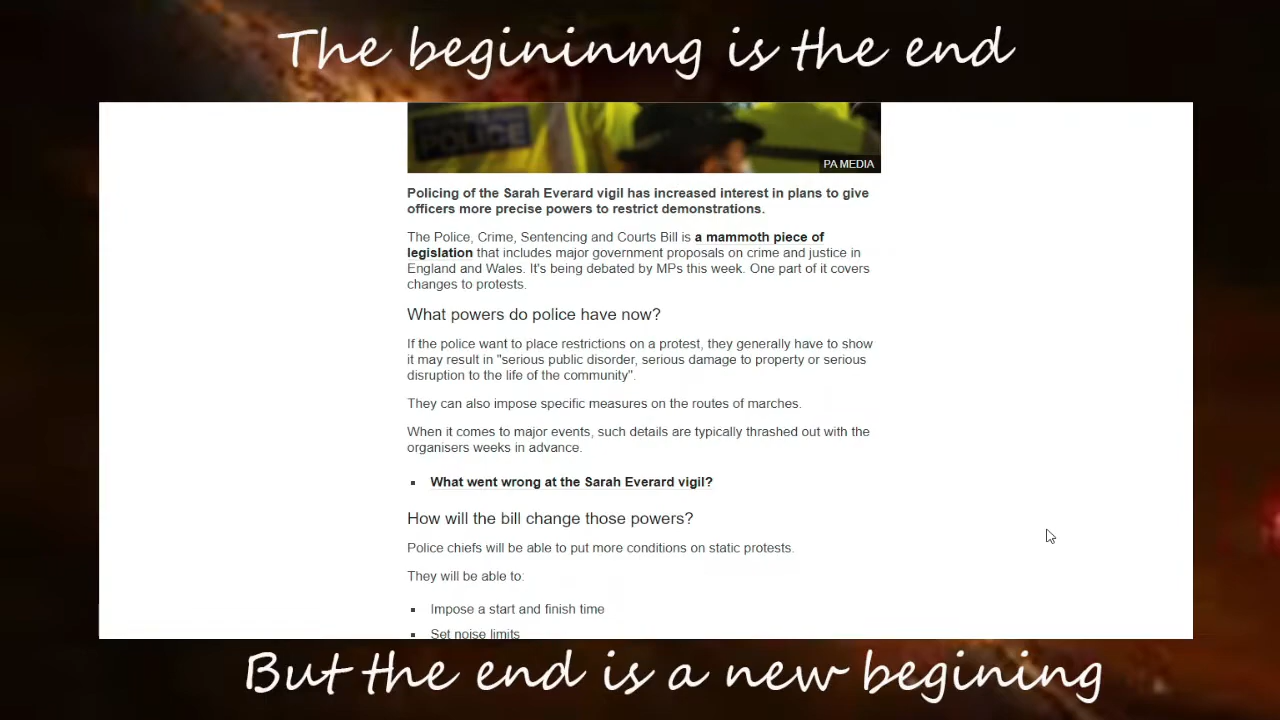 The begininmg is the end
POLICE
PA MEDIA
Policing of the Sarah Everard vigil has increased interest in plans to give
officers more precise powers to restrict demonstrations.
The Police, Crime, Sentencing and Courts Bill is a mammoth piece of
legislation that includes major government proposals on crime and justice in
England and Wales. It's being debated by MPs this week. One part of it covers
changes to protests.
What powers do police have now?
If the police want to place restrictions on a protest, they generally have to show
it may result in "serious public disorder, serious damage to property or serious
disruption to the life of the community".
They can also impose specific measures on the routes of marches.
When it comes to major events, such details are typically thrashed out with the
organisers weeks in advance.
▪ What went wrong at the Sarah Everard vigil?
How will the bill change those powers?
Police chiefs will be able to put more conditions on static protests.
They will be able to:
▪ Impose a start and finish time
▪ Set noise limits
But the end is a new begining